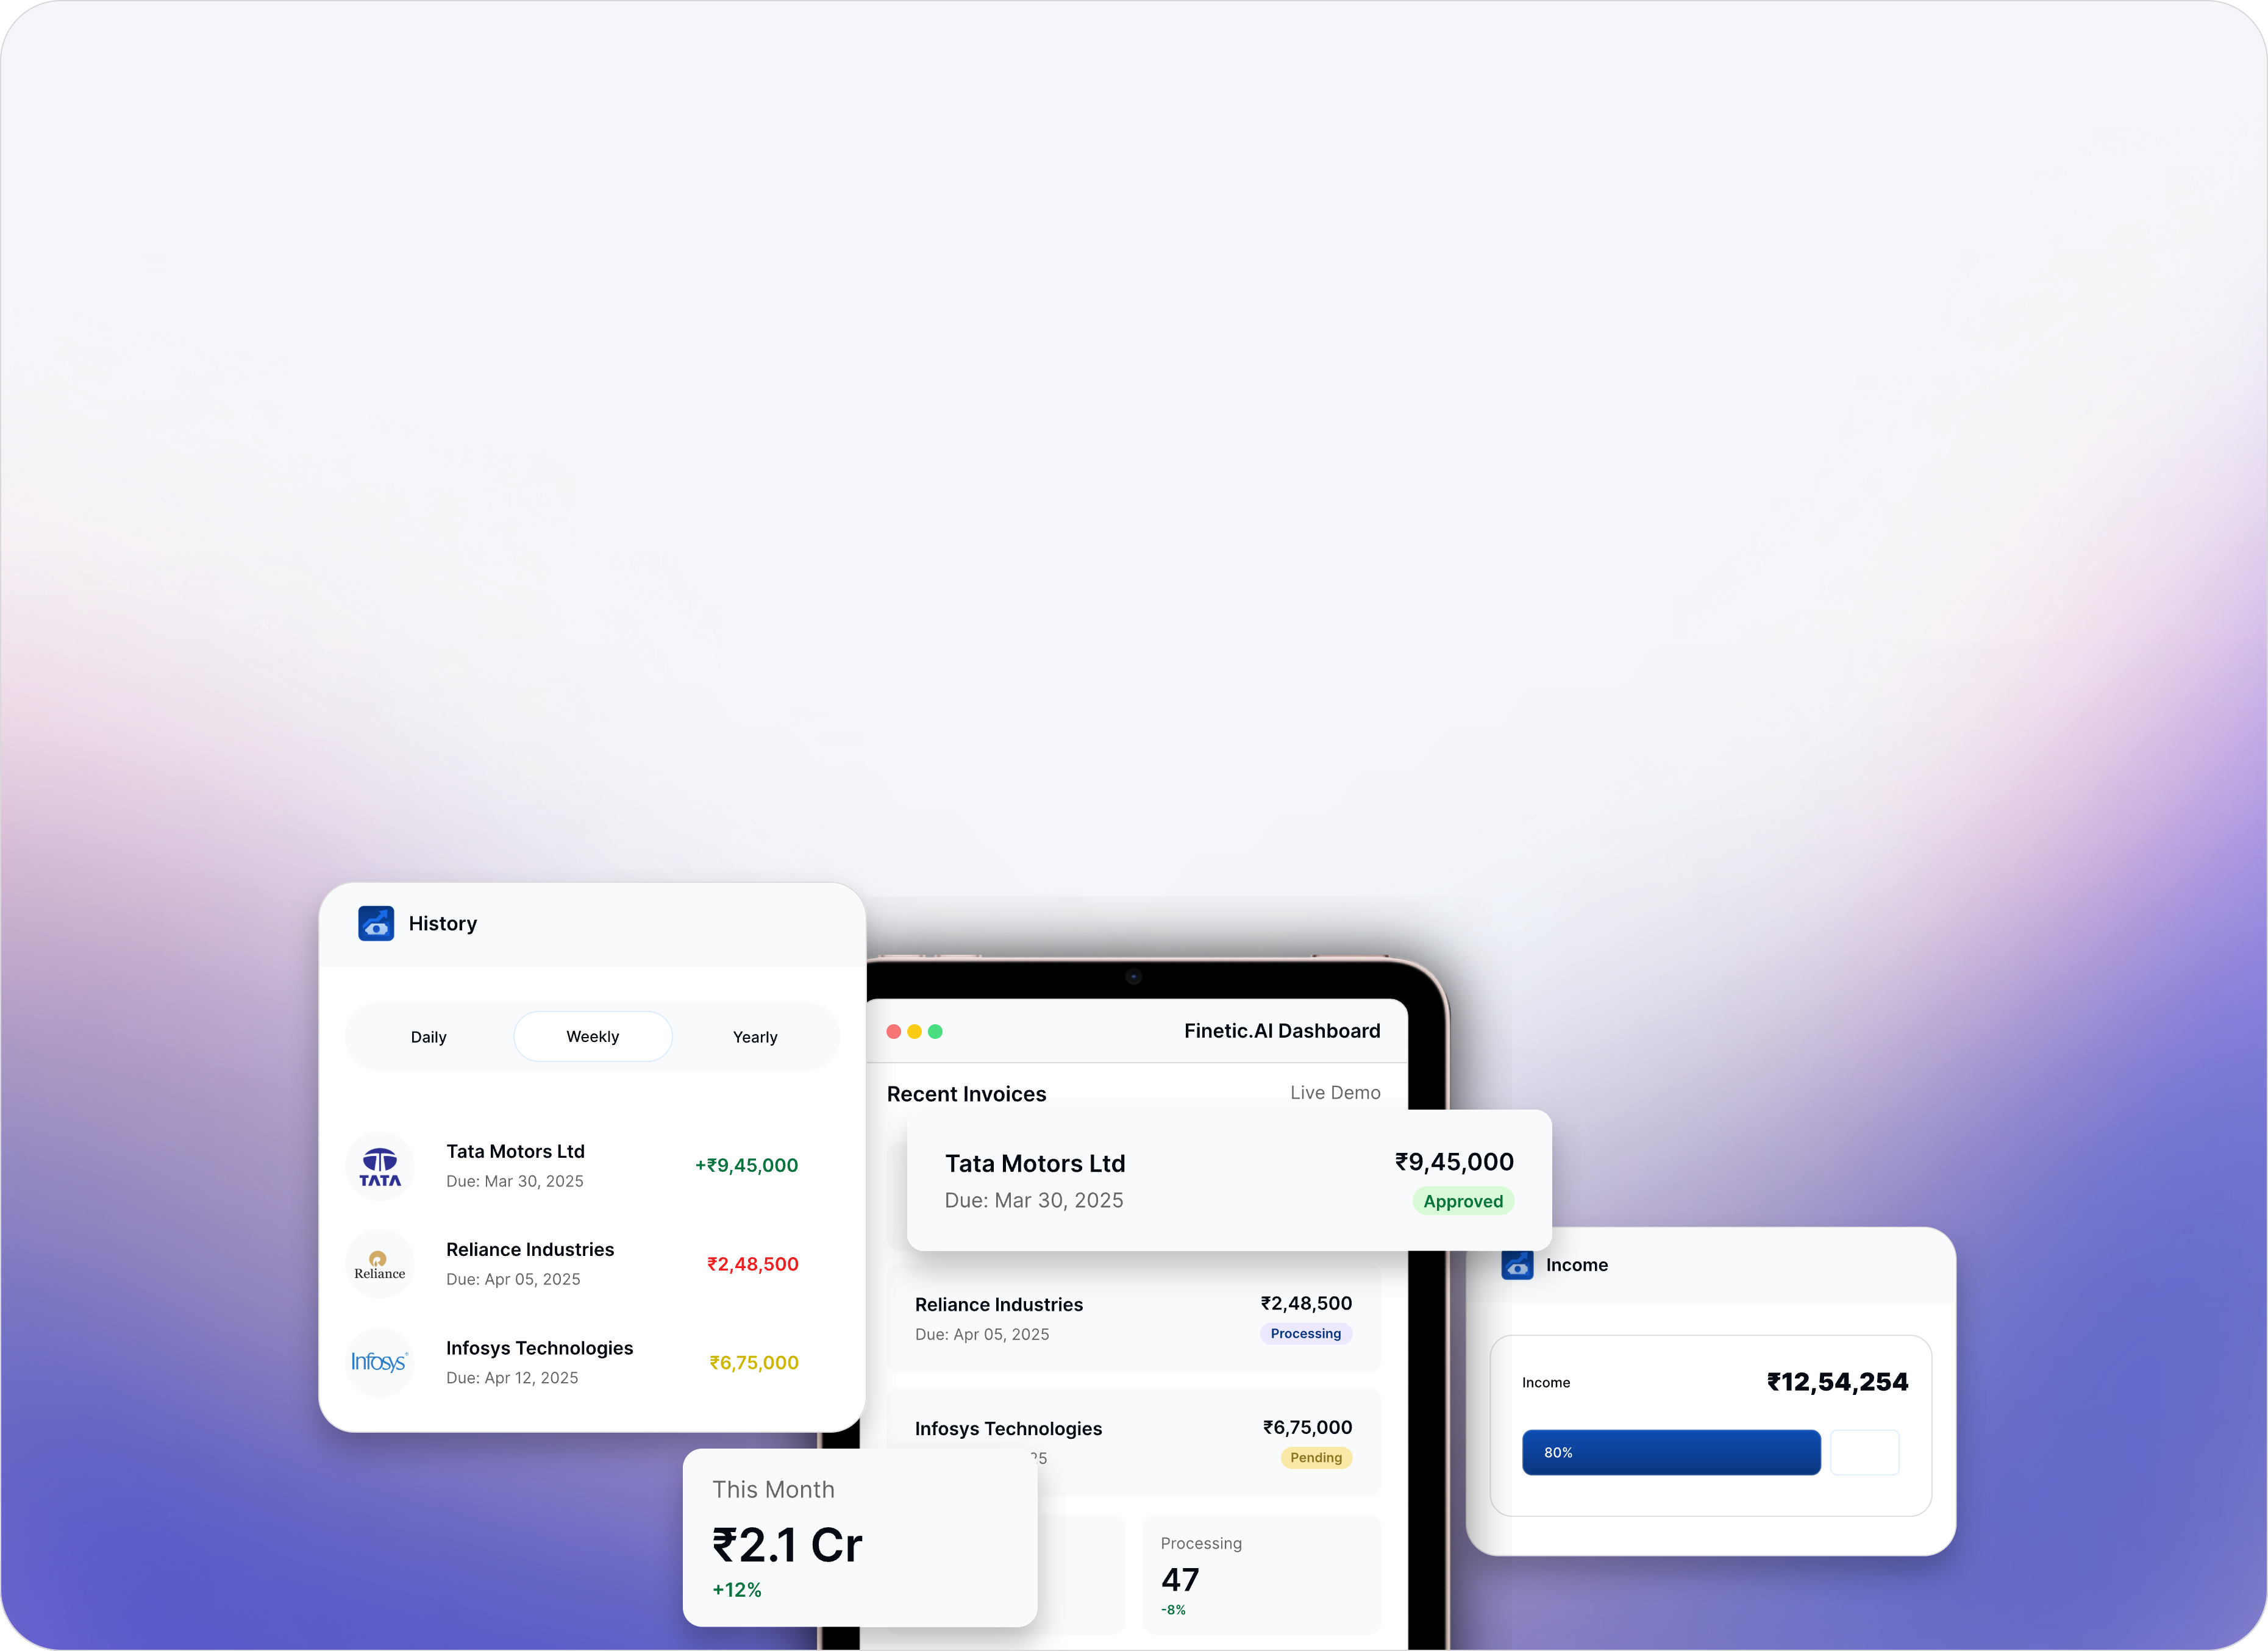 History
Daily
Weekly
Yearly
TATA
Tata Motors Ltd
Due: Mar 30, 2025
+₹9,45,000
Reliance
Reliance Industries
Due: Apr 05, 2025
₹2,48,500
Infosys®
Infosys Technologies
Due: Apr 12, 2025
₹6,75,000
Finetic.AI Dashboard
Recent Invoices
Live Demo
Tata Motors Ltd
₹9,45,000
Due: Mar 30, 2025
Approved
Reliance Industries
₹2,48,500
Due: Apr 05, 2025
Processing
Infosys Technologies
₹6,75,000
Pending
This Month
₹2.1 Cr
+12%
Processing
47
-8%
Income
Income
₹12,54,254
80%